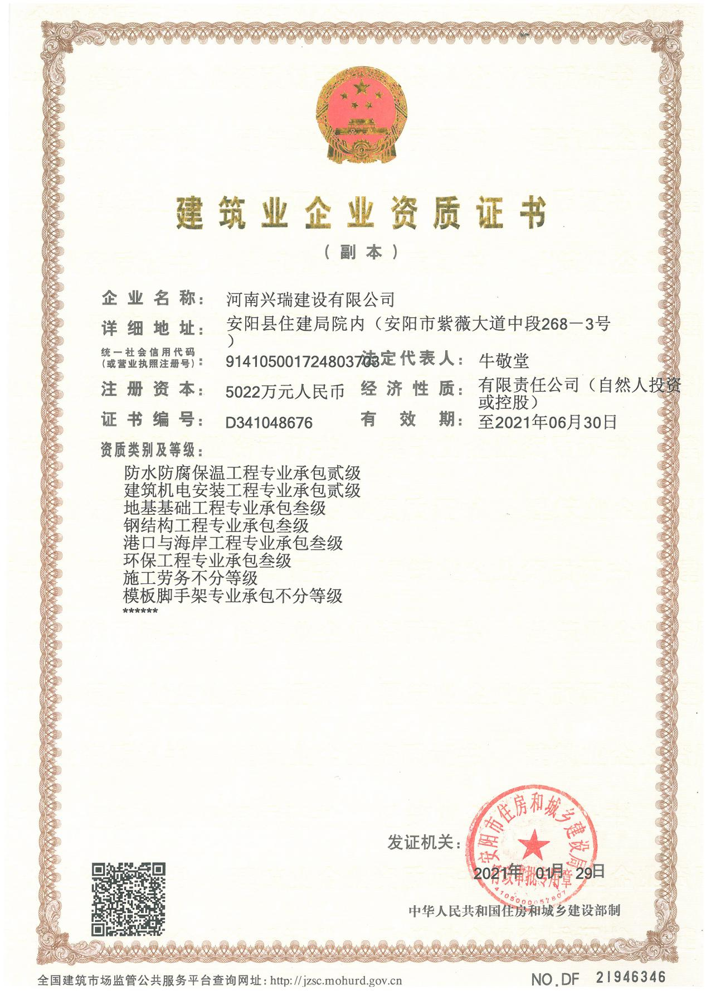 建筑业企业资质证书
（副本）
企业名称：河南兴瑞建设有限公司
详细地址：安阳县住建局院内（安阳市紫薇大道中段268－3号
）
统一社会信用代码
(或营业执照注册号)：914105001724803703 法定代表人：牛敬堂
注册资本：5022万元人民币 经济性质：有限责任公司（自然人投资
或控股）
证书编号：D341048676 有效期：至2021年06月30日
资质类别及等级：
防水防腐保温工程专业承包贰级
建筑机电安装工程专业承包贰级
地基基础工程专业承包叁级
钢结构工程专业承包叁级
港口与海岸工程专业承包叁级
环保工程专业承包叁级
施工劳务不分等级
模板脚手架专业承包不分等级
******
发证机关：
安阳市住房和城乡建设局
行政审批专用章
4105000057807
2021年 01月 29日
中华人民共和国住房和城乡建设部制
全国建筑市场监管公共服务平台查询网址：http://jzsc.mohurd.gov.cn
NO.DF 21946346